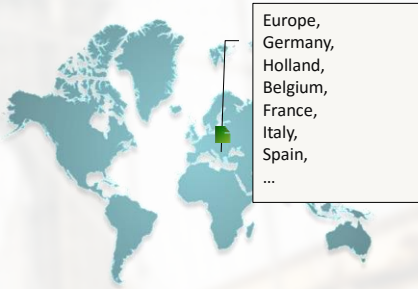 Europe,
Germany,
Holland,
Belgium,
France,
Italy,
Spain,
…